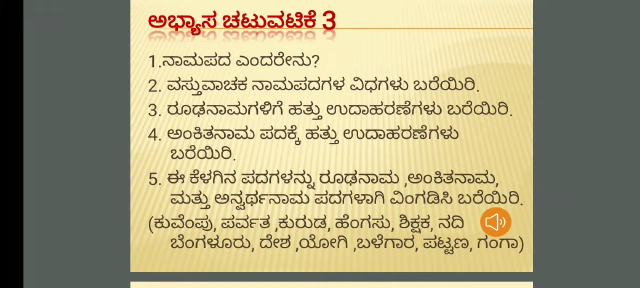 ಅಭ್ಯಾಸ ಚಟುವಟಿಕೆ 3
1.ನಾಮಪದ ಎಂದರೇನು?
2. ವಸ್ತುವಾಚಕ ನಾಮಪದಗಳ ವಿಧಗಳು ಬರೆಯಿರಿ.
3. ರೂಢನಾಮಗಳಿಗೆ ಹತ್ತು ಉದಾಹರಣೆಗಳು ಬರೆಯಿರಿ.
4. ಅಂಕಿತನಾಮ ಪದಕ್ಕೆ ಹತ್ತು ಉದಾಹರಣೆಗಳು
ಬರೆಯಿರಿ.
5. ಈ ಕೆಳಗಿನ ಪದಗಳನ್ನು ರೂಢನಾಮ ,ಅಂಕಿತನಾಮ,
ಮತ್ತು ಅನ್ವರ್ಥನಾಮ ಪದಗಳಾಗಿ ವಿಂಗಡಿಸಿ ಬರೆಯಿರಿ.
(ಕುವೆಂಪು, ಪರ್ವತ ,ಕುರುಡ, ಹೆಂಗಸು, ಶಿಕ್ಷಕ, ನದಿ
ಬೆಂಗಳೂರು, ದೇಶ ,ಯೋಗಿ ,ಬಳೆಗಾರ, ಪಟ್ಟಣ, ಗಂಗಾ)